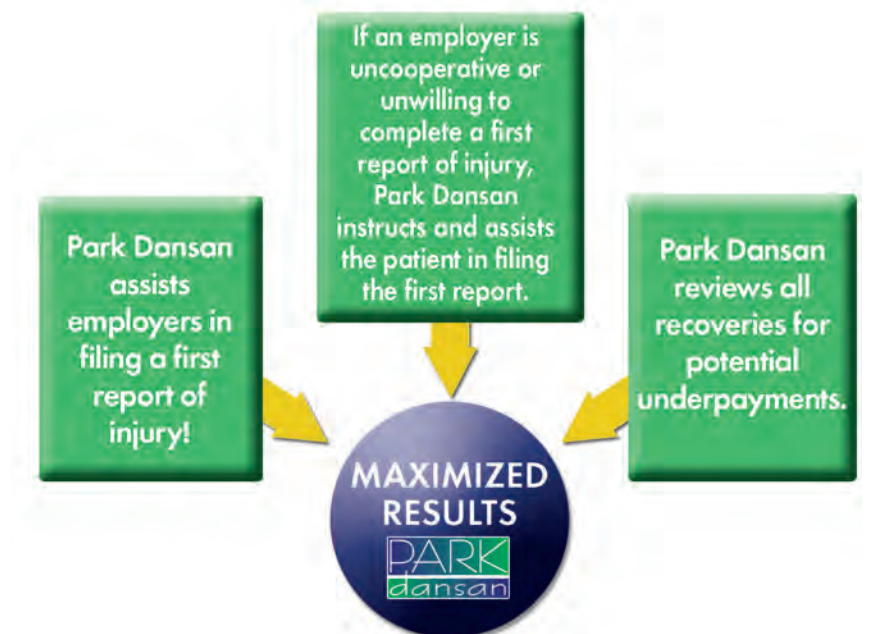 Park Dansan
assists
employers in
filing a first
report of
injury!
If an employer is
uncooperative or
unwilling to
complete a first
report of injury,
Park Dansan
instructs and assists
the patient in filing
the first report.
Park Dansan
reviews all
recoveries for
potential
underpayments.
MAXIMIZED
RESULTS
PARK
dansan